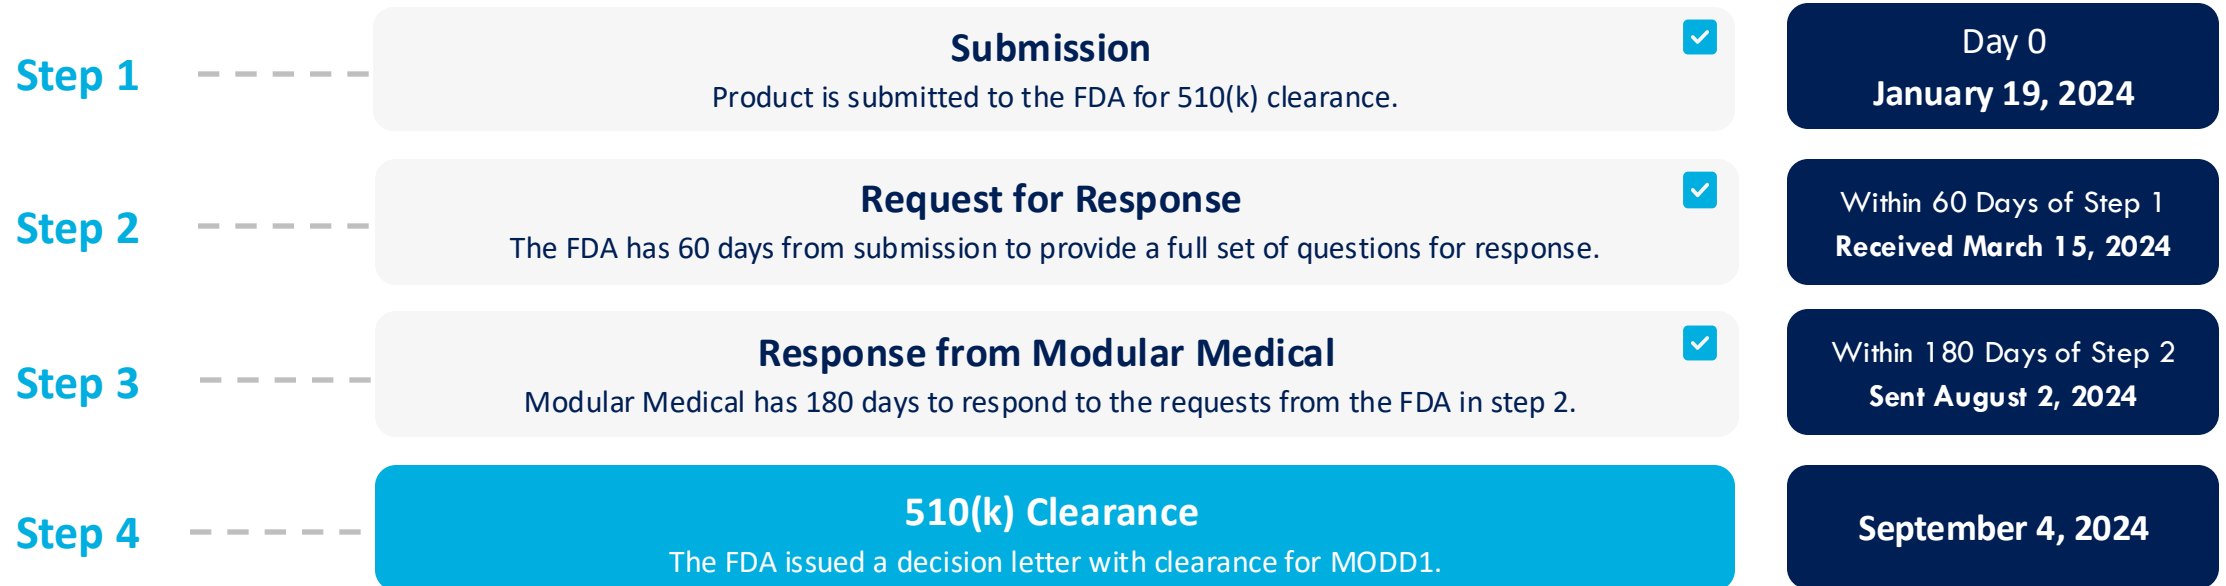 Step 1
Submission
Product is submitted to the FDA for 510(k) clearance.
Day 0
January 19, 2024
Step 2
Request for Response
The FDA has 60 days from submission to provide a full set of questions for response.
Within 60 Days of Step 1
Received March 15, 2024
Step 3
Response from Modular Medical
Modular Medical has 180 days to respond to the requests from the FDA in step 2.
Within 180 Days of Step 2
Sent August 2, 2024
Step 4
510(k) Clearance
The FDA issued a decision letter with clearance for MODD1.
September 4, 2024